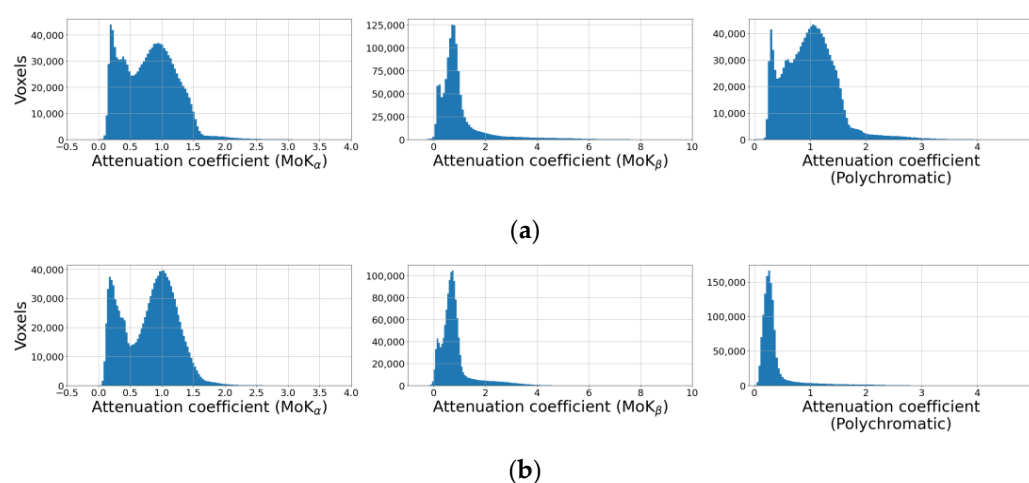 Voxels
40,000
30,000
20,000
10,000
0
−0.5 0.0 0.5 1.0 1.5 2.0 2.5 3.0 3.5 4.0
Attenuation coefficient (MoKα)
125,000
100,000
75,000
50,000
25,000
0
0 2 4 6 8 10
Attenuation coefficient (MoKβ)
40,000
30,000
20,000
10,000
0
0 1 2 3 4
Attenuation coefficient
(Polychromatic)
(a)
Voxels
40,000
30,000
20,000
10,000
0
−0.5 0.0 0.5 1.0 1.5 2.0 2.5 3.0 3.5 4.0
Attenuation coefficient (MoKα)
100,000
80,000
60,000
40,000
20,000
0
0 2 4 6 8 10
Attenuation coefficient (MoKβ)
150,000
100,000
50,000
0
0 1 2 3 4
Attenuation coefficient
(Polychromatic)
(b)